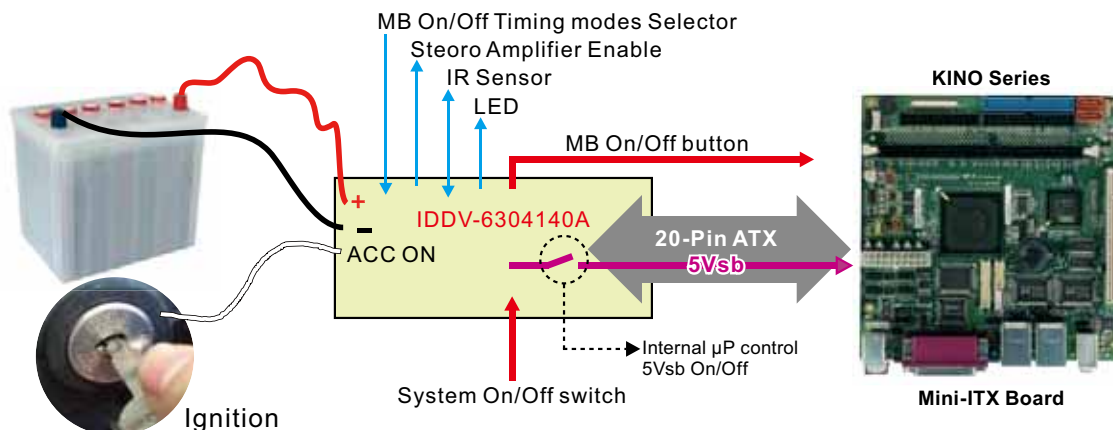 MB On/Off Timing modes Selector
Steoro Amplifier Enable
IR Sensor
LED
KINO Series
MB On/Off button
+
IDDV-6304140A
-
ACC ON
20-Pin ATX
5Vsb
Internal µP control
5Vsb On/Off
System On/Off switch
Mini-ITX Board
Ignition